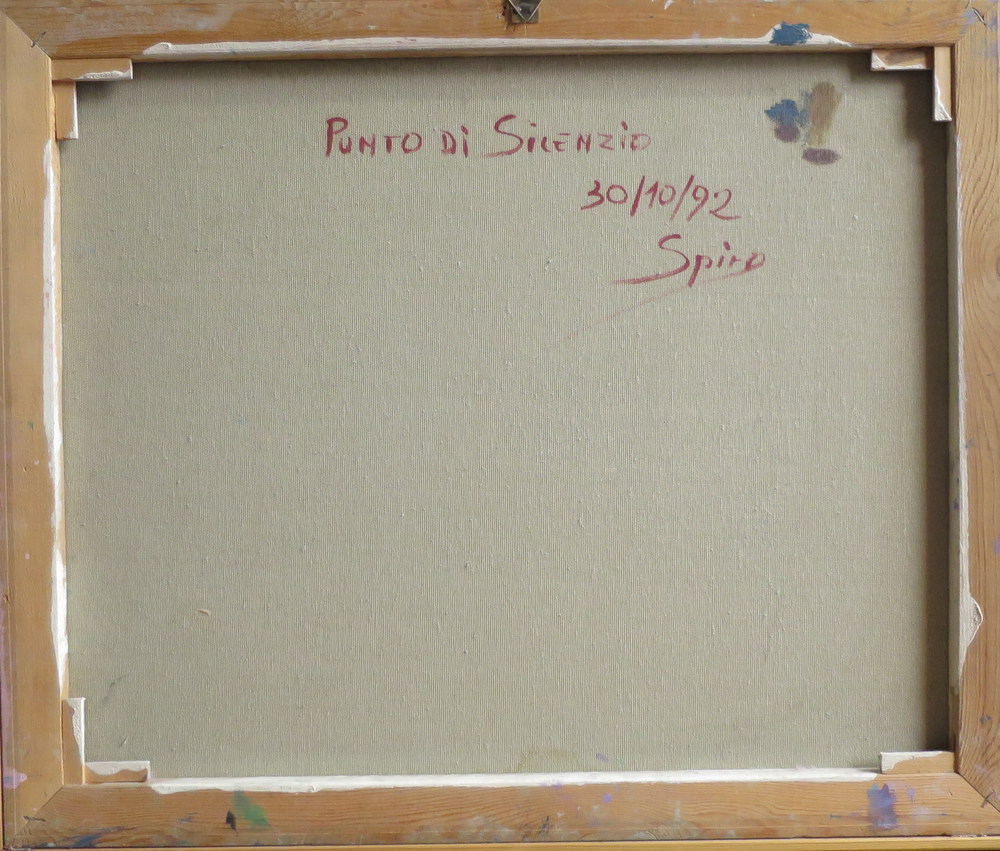 Punto di Silenzio
30/10/92
Spiro